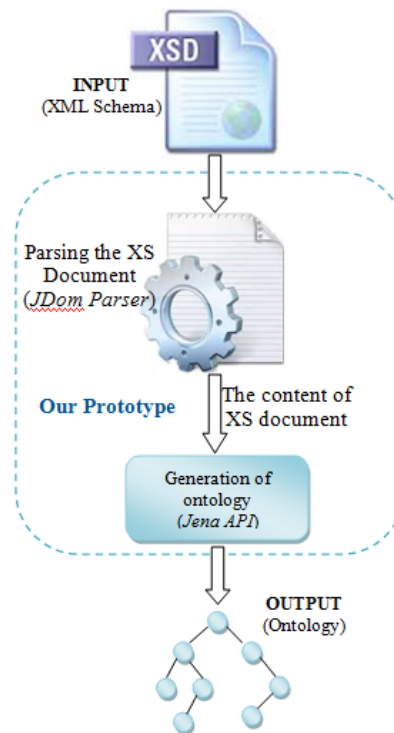 XSD
INPUT
(XML Schema)
Parsing the XS
Document
(JDom Parser)
Our Prototype
The content of
XS document
Generation of
ontology
(Jena API)
OUTPUT
(Ontology)